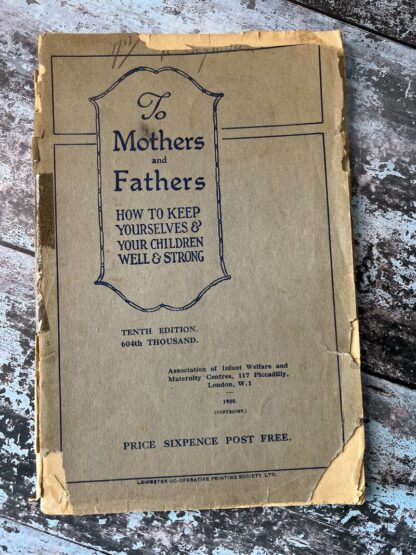 To
Mothers
and
Fathers
HOW TO KEEP
YOURSELVES &
YOUR CHILDREN
WELL & STRONG
TENTH EDITION.
604th THOUSAND.
Association of Infant Welfare and
Maternity Centres, 117 Piccadilly,
London, W.1
1930.
(COPYRIGHT.)
PRICE SIXPENCE POST FREE.
LEICESTER CO-OPERATIVE PRINTING SOCIETY, LTD.